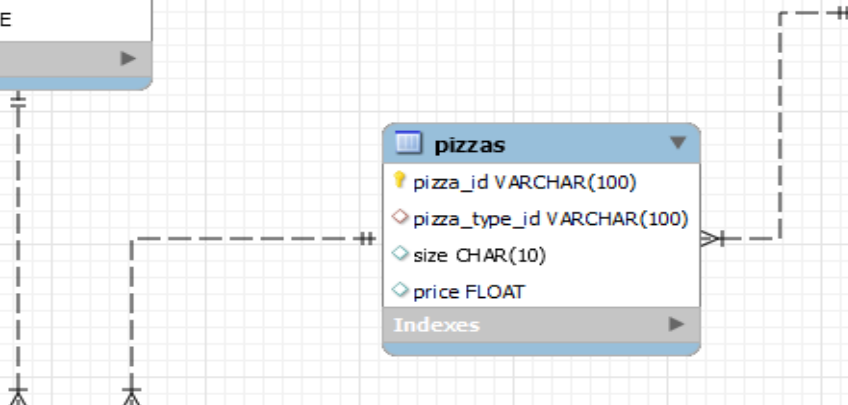 E
pizzas
pizza_id VARCHAR(100)
pizza_type_id VARCHAR(100)
size CHAR(10)
price FLOAT
Indexes